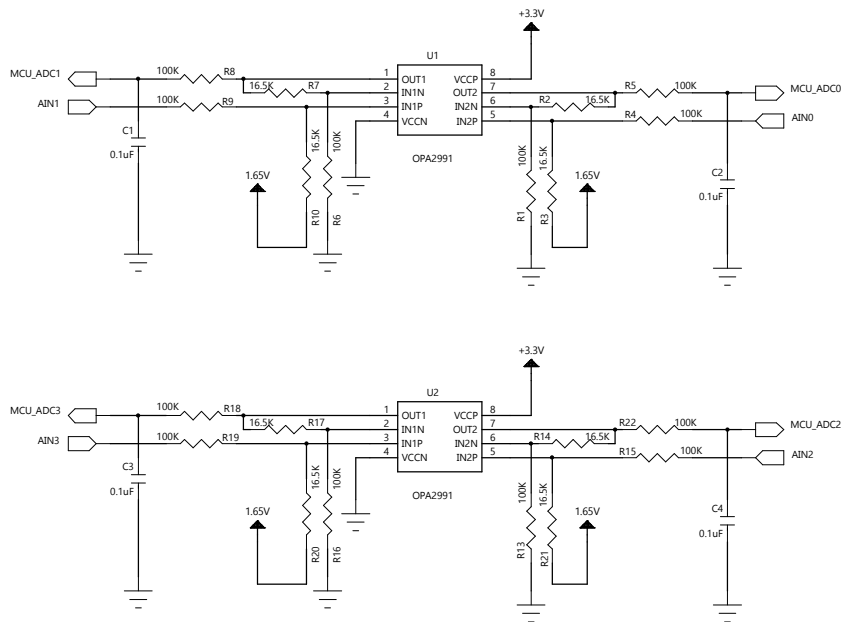 +3.3V
U1
MCU_ADC1
100K
R8
1
OUT1
VCCP
8
16.5K
R7
2
IN1N
OUT2
7
R5
100K
MCU_ADC0
AIN1
100K
R9
3
IN1P
IN2N
6
R2
16.5K
4
VCCN
IN2P
5
R4
100K
AIN0
C1
0.1uF
16.5K
100K
OPA2991
100K
16.5K
1.65V
1.65V
C2
0.1uF
R10
R6
R1
R3
+3.3V
U2
MCU_ADC3
100K
R18
1
OUT1
VCCP
8
16.5K
R17
2
IN1N
OUT2
7
R22
100K
MCU_ADC2
AIN3
100K
R19
3
IN1P
IN2N
6
R14
16.5K
4
VCCN
IN2P
5
R15
100K
AIN2
C3
0.1uF
16.5K
100K
OPA2991
100K
16.5K
1.65V
1.65V
C4
0.1uF
R20
R16
R13
R21